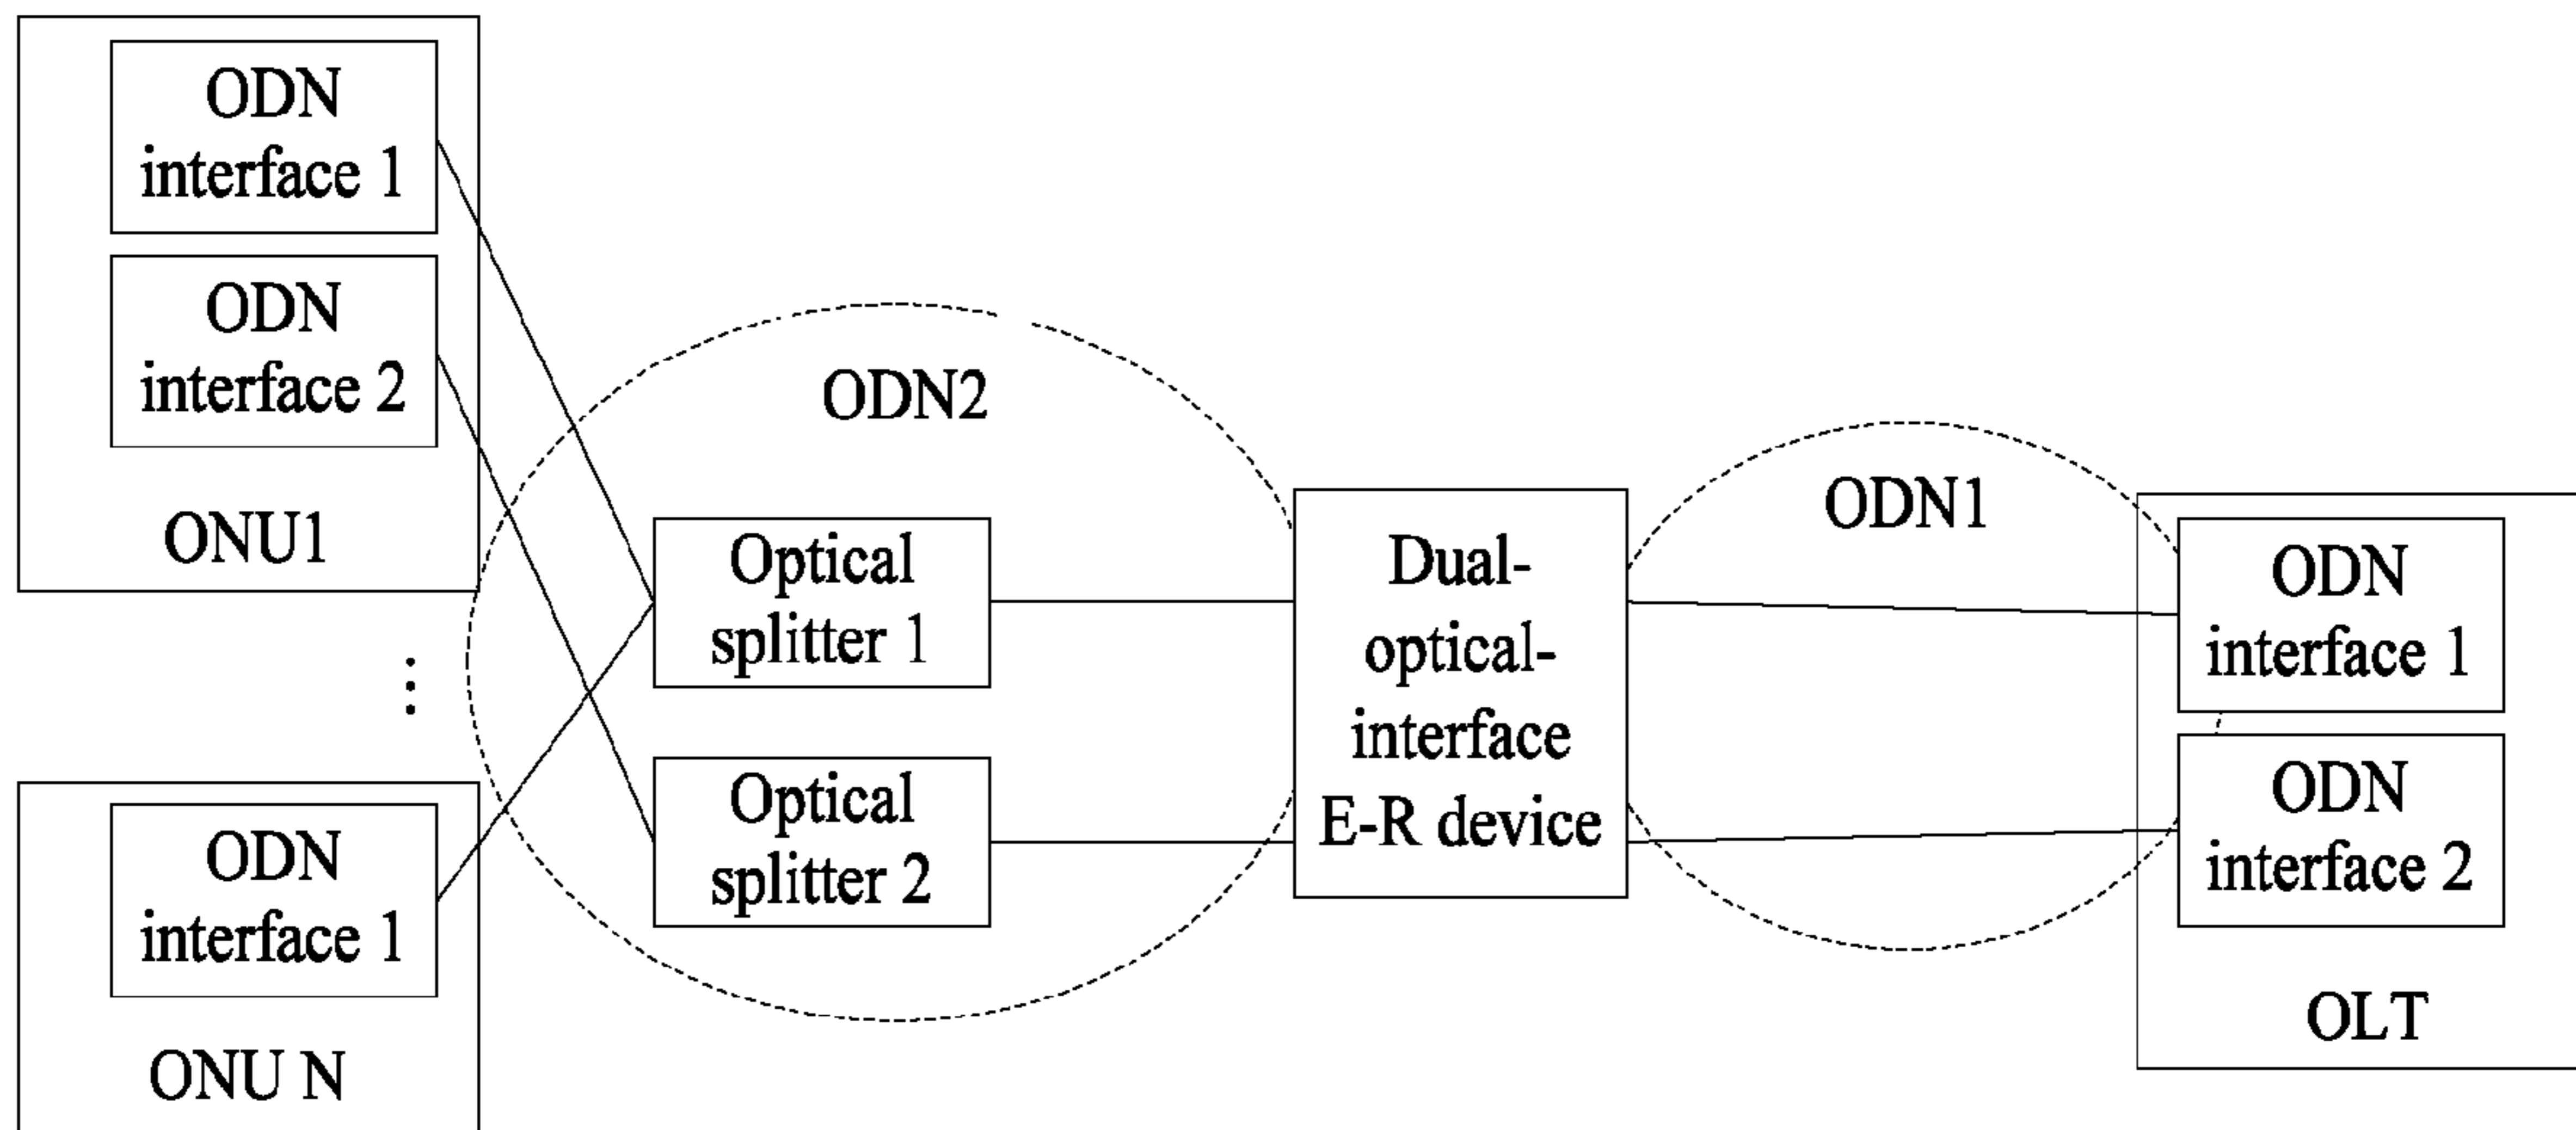 ODN
interface 1
ODN
interface 2
ONU1
ODN
interface 1
ONU N
ODN2
Optical
splitter 1
Optical
splitter 2
Dual-
optical-
interface
E-R device
ODN1
ODN
interface 1
ODN
interface 2
OLT